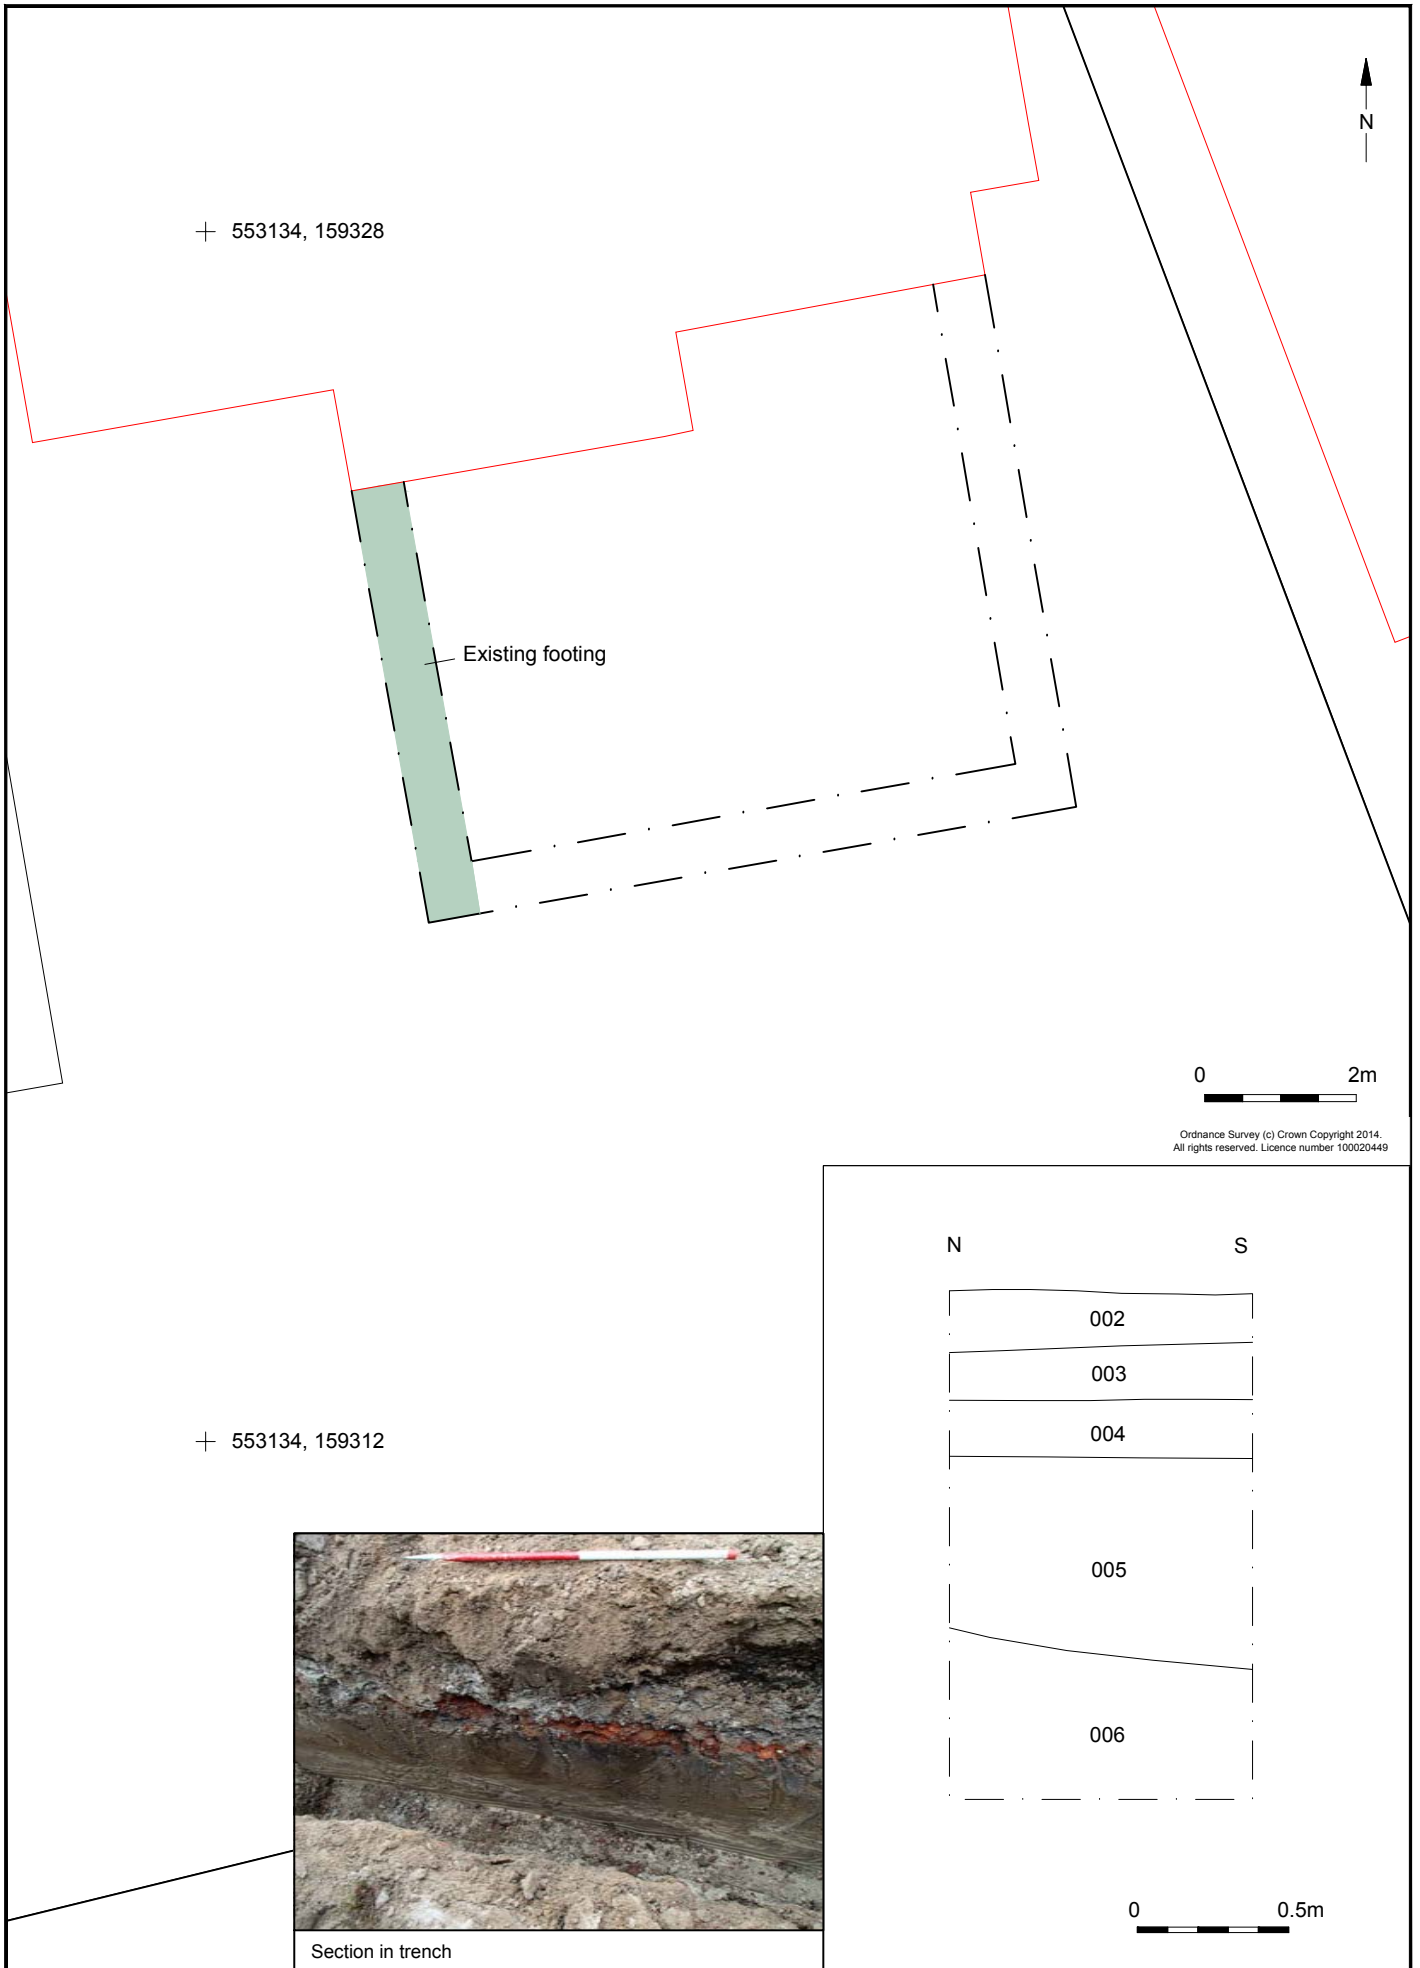 N
553134, 159328
Existing footing
0 2m
Ordnance Survey (c) Crown Copyright 2014.
All rights reserved. Licence number 100020449
N S
002
003
004
553134, 159312
005
006
0 0.5m
Section in trench